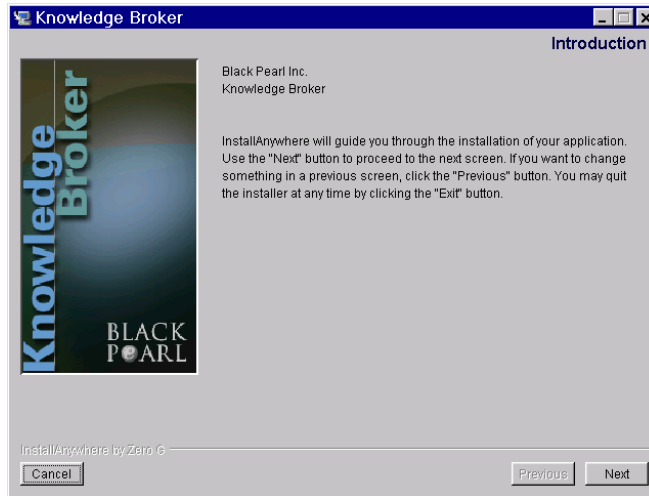 Knowledge Broker
Introduction
Knowledge
Broker
BLACK
PEARL
Black Pearl Inc.
Knowledge Broker
InstallAnywhere will guide you through the installation of your application.
Use the "Next" button to proceed to the next screen. If you want to change
something in a previous screen, click the "Previous" button. You may quit
the installer at any time by clicking the "Exit" button.
InstallAnywhere by Zero G
Cancel
Previous
Next